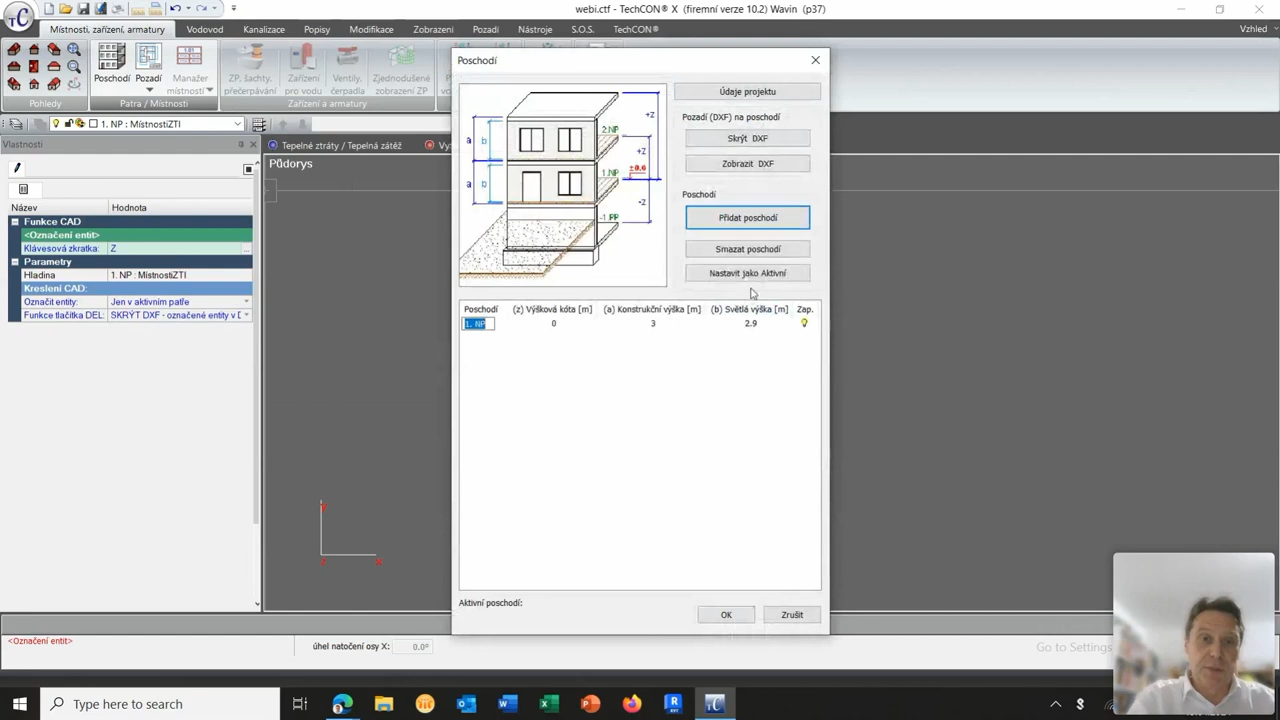 webi.ctf - TechCON® X (firemní verze 10.2) Wavin (p37)
Místnosti, zařízení, armatury Vodovod Kanalizace Popisy Modifikace Zobrazení Pozadí Nástroje S.O.S. TechCON® Vzhled
Poschodí Pozadí Manažer místností ZP, šachty, přečerpávání Zařízení pro vodu Ventily, čerpadla Zjednodušené zobrazení ZP
Pohledy Patra / Místnosti Zařízení a armatury
1. NP : MístnostiZTI
Vlastnosti
Název Hodnota
Funkce CAD
<Označení entit>
Klávesová zkratka: Z ...
Parametry
Hladina 1. NP : MístnostiZTI
Kreslení CAD:
Označit entity: Jen v aktivním patře
Funkce tlačítka DEL: SKRÝT DXF - označené entity v D
Tepelné ztráty / Tepelná zátěž
Půdorys
Poschodí
a b 2.NP +Z
+Z
±0.0
a b 1.NP
-Z
-1.PP
Údaje projektu
Pozadí (DXF) na poschodí
Skrýt DXF
Zobrazit DXF
Poschodí
Přidat poschodí
Smazat poschodí
Nastavit jako Aktivní
Poschodí (z) Výšková kóta [m] (a) Konstrukční výška [m] (b) Světlá výška [m] Zap.
1. NP 0 3 2.9
Aktivní poschodí:
OK Zrušit
<Označení entit>
úhel natočení osy X: 0.0°
Go to Settings
Type here to search